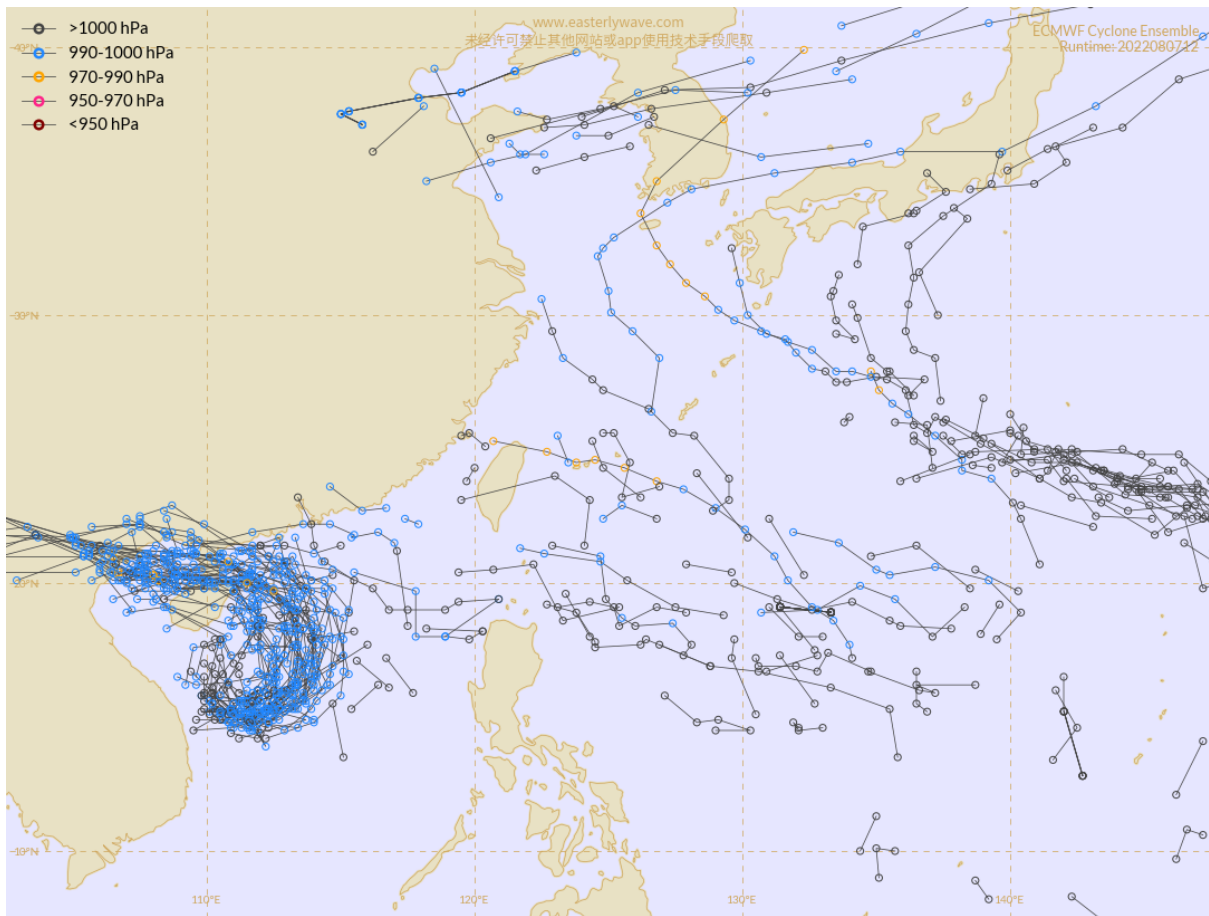 >1000 hPa
990-1000 hPa
970-990 hPa
950-970 hPa
<950 hPa
www.easterlywave.com
未经许可禁止其他网站或app使用技术手段爬取
ECMWF Cyclone Ensemble
Runtime: 2022080712
40°N
30°N
20°N
10°N
110°E
120°E
130°E
140°E